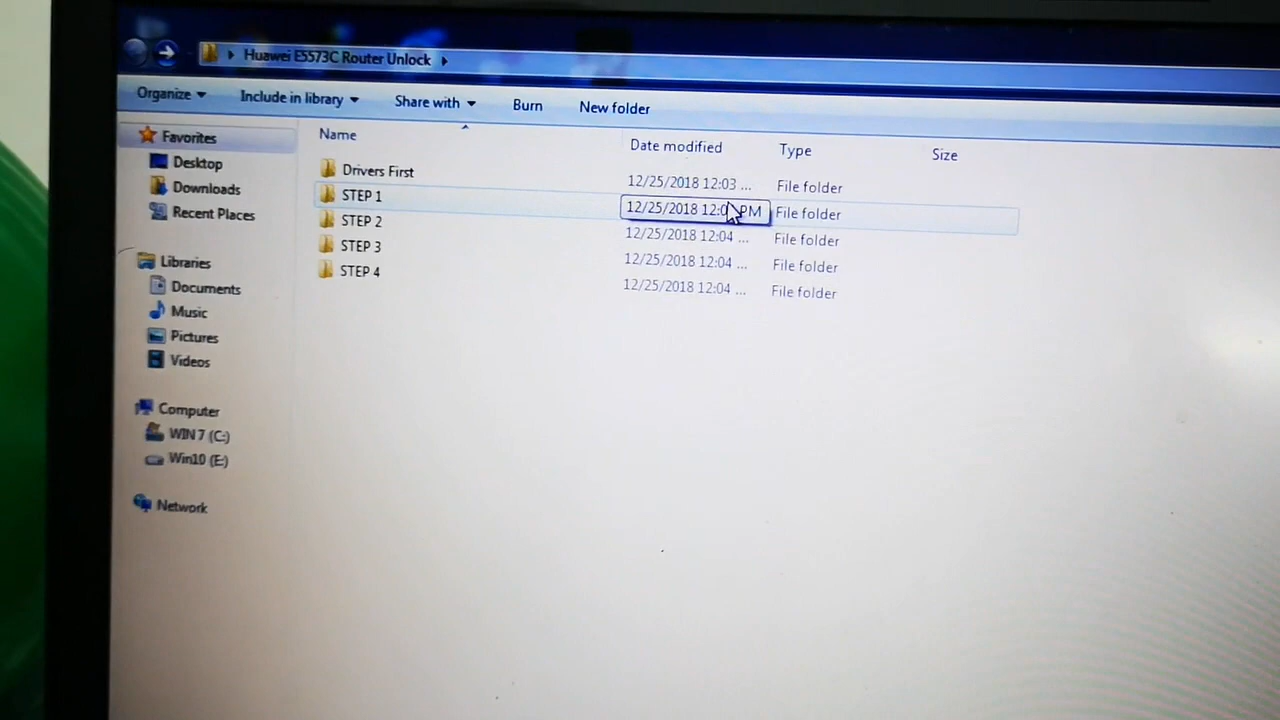 Huawei E5573C Router Unlock
Organize Include in library Share with Burn New folder
Name Date modified Type Size
Favorites
Desktop
Downloads
Recent Places
Libraries
Documents
Music
Pictures
Videos
Computer
WIN 7 (C:)
Win10 (E:)
Network
Drivers First 12/25/2018 12:03 ... File folder
STEP 1 12/25/2018 PM File folder
STEP 2 12/25/2018 12:04 ... File folder
STEP 3 12/25/2018 12:04 ... File folder
STEP 4 12/25/2018 12:04 ... File folder